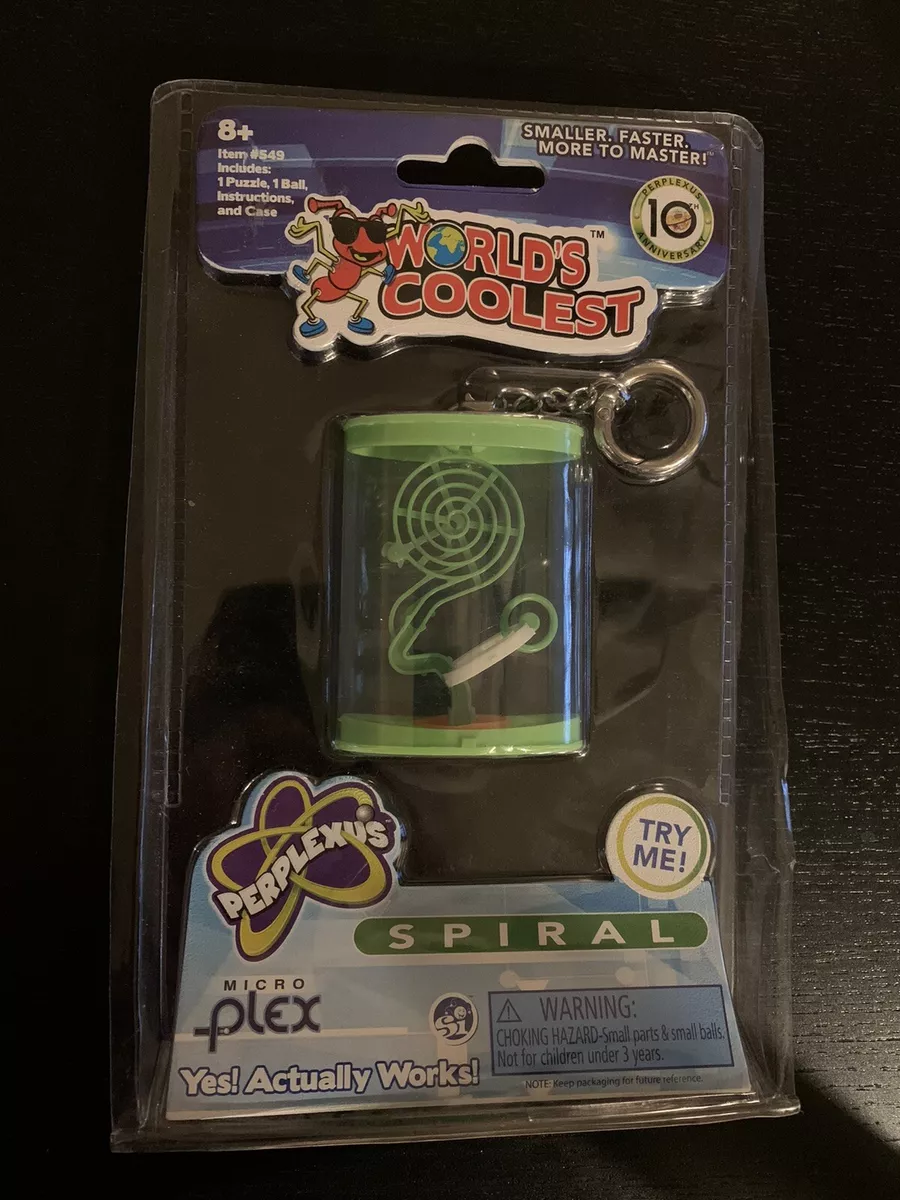 8+
Item #549
Includes:
1 Puzzle, 1 Ball,
Instructions,
and Case
SMALLER. FASTER.
MORE TO MASTER!™
PERPLEXUS
10TH
ANNIVERSARY
WORLD'S™
COOLEST
PERPLEXUS
TRY
ME!
SPIRAL
MICRO
PLEX
Yes! Actually Works!
⚠ WARNING:
CHOKING HAZARD-Small parts & small balls.
Not for children under 3 years.
NOTE: Keep packaging for future reference.